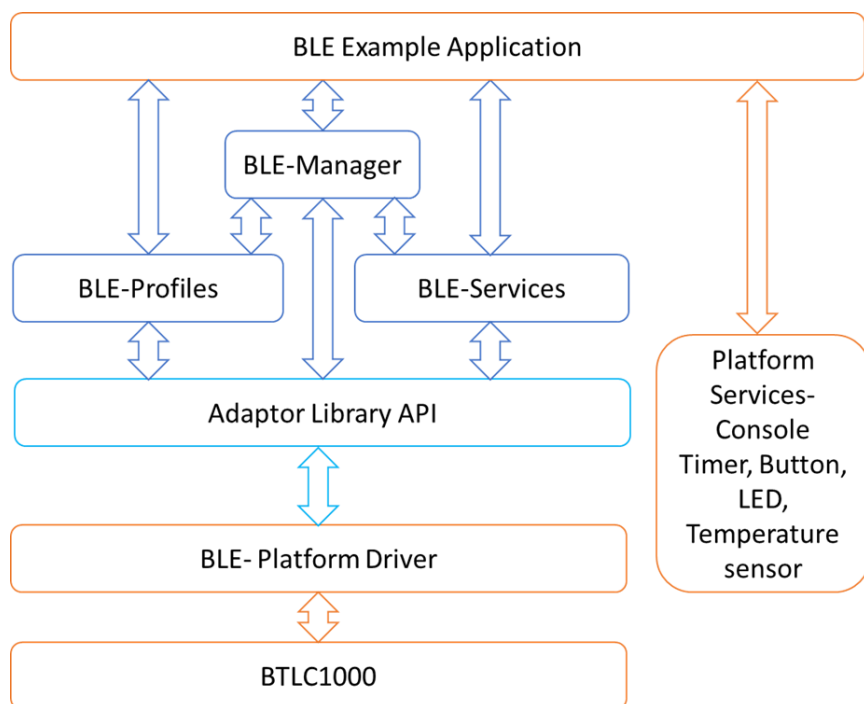 BLE Example Application
BLE-Manager
BLE-Profiles
BLE-Services
Adaptor Library API
Platform
Services-
Console
Timer, Button,
LED,
Temperature
sensor
BLE- Platform Driver
BTLC1000